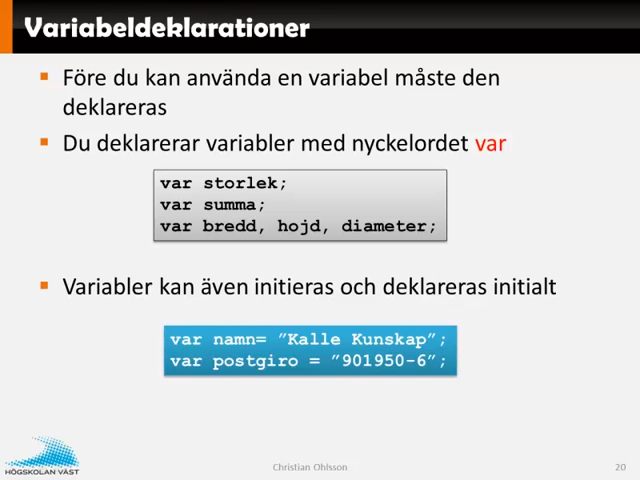 Variabeldeklarationer
Före du kan använda en variabel måste den
deklareras
Du deklarerar variabler med nyckelordet var
var storlek;
var summa;
var bredd, hojd, diameter;
Variabler kan även initieras och deklareras initialt
var namn= ”Kalle Kunskap”;
var postgiro = ”901950-6”;
HÖGSKOLAN VÄST
Christian Ohlsson
20